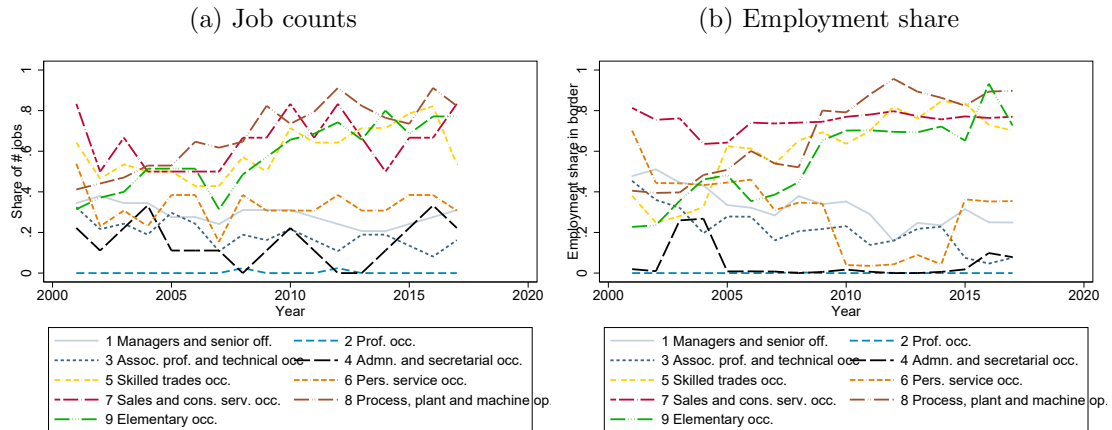 (a) Job counts
Share of # jobs
1
.8
.6
.4
.2
0
2000 2005 2010 2015 2020
Year
1 Managers and senior off. 2 Prof. occ.
3 Assoc. prof. and technical occ 4 Admn. and secretarial occ.
5 Skilled trades occ. 6 Pers. service occ.
7 Sales and cons. serv. occ. 8 Process, plant and machine op.
9 Elementary occ.
(b) Employment share
Employment share in border
1
.8
.6
.4
.2
0
2000 2005 2010 2015 2020
Year
1 Managers and senior off. 2 Prof. occ.
3 Assoc. prof. and technical occ 4 Admn. and secretarial occ.
5 Skilled trades occ. 6 Pers. service occ.
7 Sales and cons. serv. occ. 8 Process, plant and machine op.
9 Elementary occ.